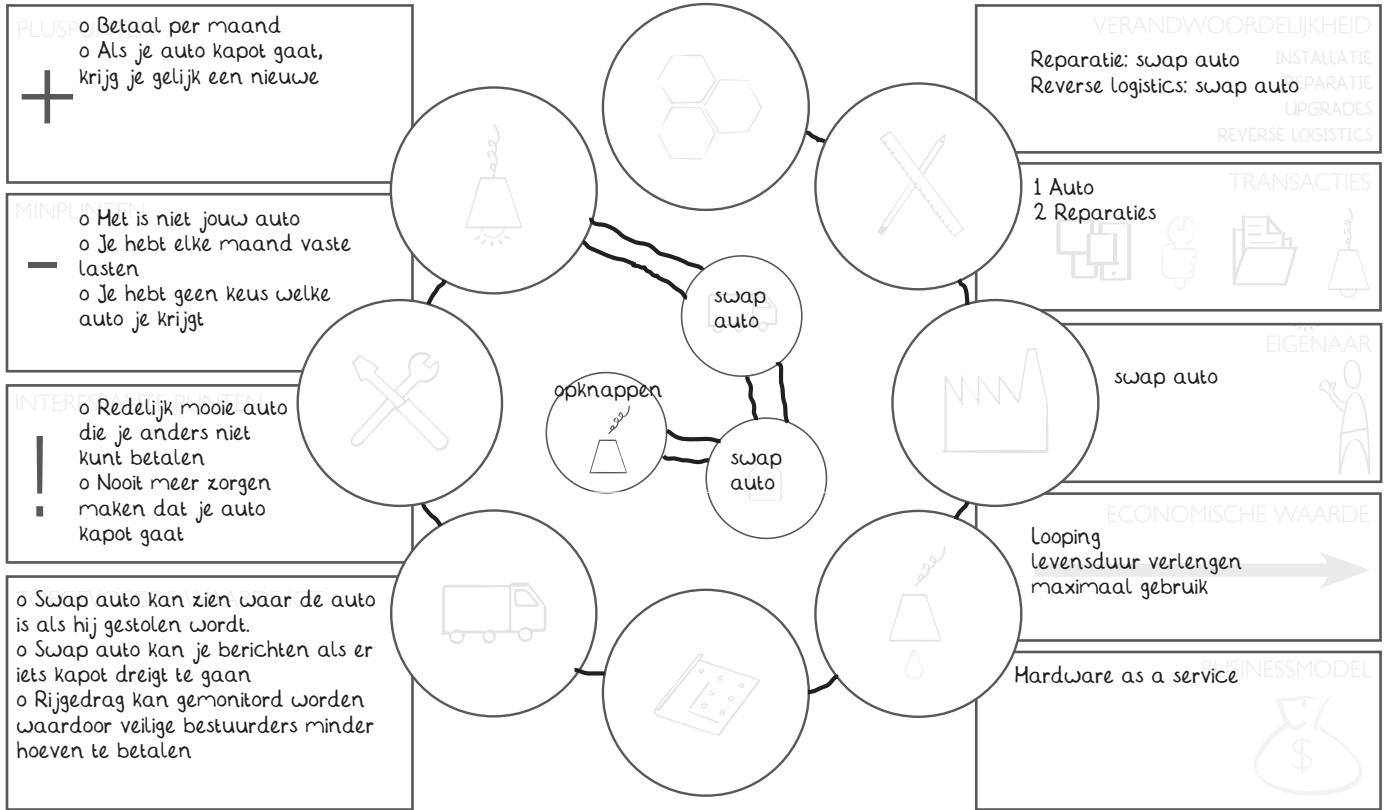 PLUSPUNTEN
o Betaal per maand
o Als je auto kapot gaat,
krijg je gelijk een nieuwe
MINPUNTEN
o Het is niet jouw auto
o Je hebt elke maand vaste
lasten
o Je hebt geen keus welke
auto je krijgt
INTERESSANTE PUNTEN
o Redelijk mooie auto
die je anders niet
kunt betalen
o Nooit meer zorgen
maken dat je auto
kapot gaat
o Swap auto kan zien waar de auto
is als hij gestolen wordt.
o Swap auto kan je berichten als er
iets kapot dreigt te gaan
o Rijgedrag kan gemonitord worden
waardoor veilige bestuurders minder
hoeven te betalen
swap
auto
opknappen
swap
auto
VERANDWOORDELIJKHEID
INSTALLATIE
REPARATIE
UPGRADES
REVERSE LOGISTICS
Reparatie: swap auto
Reverse logistics: swap auto
TRANSACTIES
1 Auto
2 Reparaties
EIGENAAR
swap auto
ECONOMISCHE WAARDE
Looping
levensduur verlengen
maximaal gebruik
BUSINESSMODEL
Hardware as a service
$